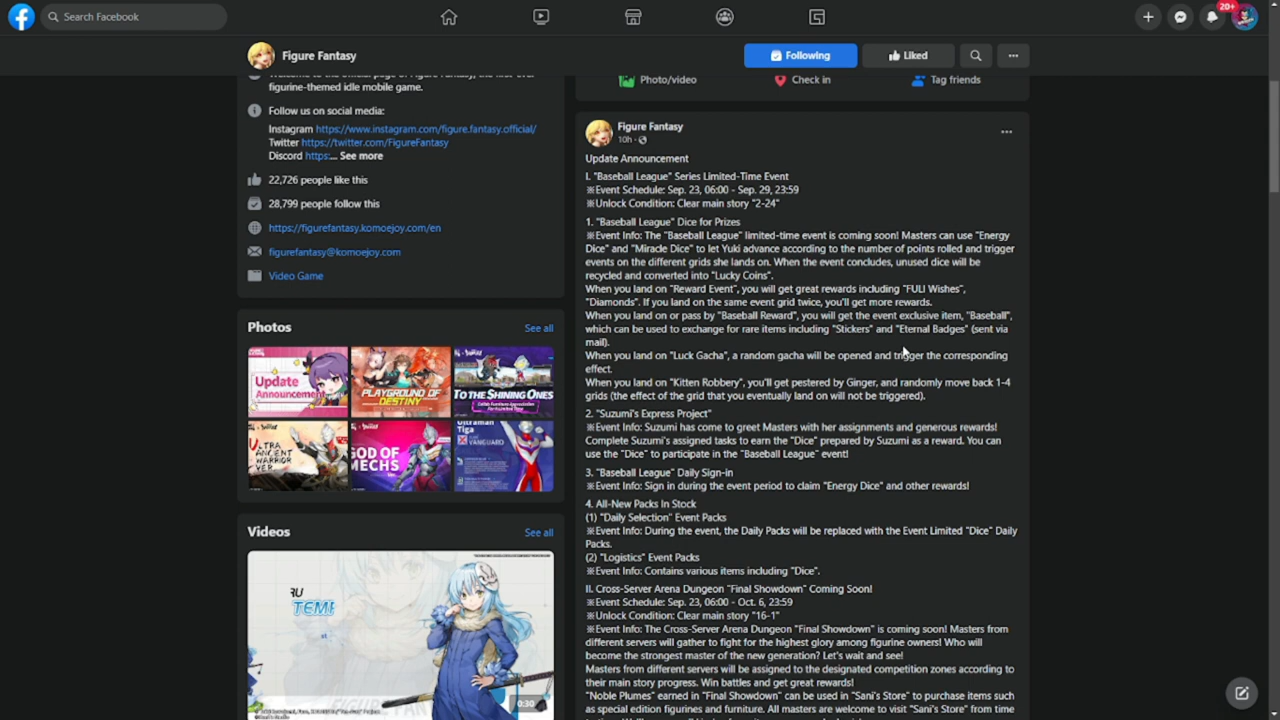 Search Facebook
20+
Figure Fantasy
Following
Liked
figurine-themed idle mobile game.
Follow us on social media:
Instagram https://www.instagram.com/figure.fantasy.official/
Twitter https://twitter.com/FigureFantasy
Discord https:... See more
22,726 people like this
28,799 people follow this
https://figurefantasy.komoejoy.com/en
figurefantasy@komoejoy.com
Video Game
Photos
See all
Update
Announcement
PLAYGROUND OF
DESTINY
TO THE SHINING ONES
ULTRA
ANCIENT
WARRIOR
VER.
GOD OF
MECHS
Ultraman
Tiga
VANGUARD
Videos
See all
RU
TEMP
st
FIGURE FAN
0:30
Photo/video
Check in
Tag friends
Figure Fantasy
10h ·
Update Announcement
I. "Baseball League" Series Limited-Time Event
※Event Schedule: Sep. 23, 06:00 - Sep. 29, 23:59
※Unlock Condition: Clear main story "2-24"
1. "Baseball League" Dice for Prizes
※Event Info: The "Baseball League" limited-time event is coming soon! Masters can use "Energy
Dice" and "Miracle Dice" to let Yuki advance according to the number of points rolled and trigger
events on the different grids she lands on. When the event concludes, unused dice will be
recycled and converted into "Lucky Coins".
When you land on "Reward Event", you will get great rewards including "FULI Wishes",
"Diamonds". If you land on the same event grid twice, you'll get more rewards.
When you land on or pass by "Baseball Reward", you will get the event exclusive item, "Baseball",
which can be used to exchange for rare items including "Stickers" and "Eternal Badges" (sent via
mail).
When you land on "Luck Gacha", a random gacha will be opened and trigger the corresponding
effect.
When you land on "Kitten Robbery", you'll get pestered by Ginger, and randomly move back 1-4
grids (the effect of the grid that you eventually land on will not be triggered).
2. "Suzumi's Express Project"
※Event Info: Suzumi has come to greet Masters with her assignments and generous rewards!
Complete Suzumi's assigned tasks to earn the "Dice" prepared by Suzumi as a reward. You can
use the "Dice" to participate in the "Baseball League" event!
3. "Baseball League" Daily Sign-in
※Event Info: Sign in during the event period to claim "Energy Dice" and other rewards!
4. All-New Packs In Stock
(1) "Daily Selection" Event Packs
※Event Info: During the event, the Daily Packs will be replaced with the Event Limited "Dice" Daily
Packs.
(2) "Logistics" Event Packs
※Event Info: Contains various items including "Dice".
II. Cross-Server Arena Dungeon "Final Showdown" Coming Soon!
※Event Schedule: Sep. 23, 06:00 - Oct. 6, 23:59
※Unlock Condition: Clear main story "16-1"
※Event Info: The Cross-Server Arena Dungeon "Final Showdown" is coming soon! Masters from
different servers will gather to fight for the highest glory among figurine owners! Who will
become the strongest master of the new generation? Let's wait and see!
Masters from different servers will be assigned to the designated competition zones according to
their main story progress. Win battles and get great rewards!
"Noble Plumes" earned in "Final Showdown" can be used in "Sani's Store" to purchase items such
as special edition figurines and more. All masters are welcome to visit "Sani's Store" from time